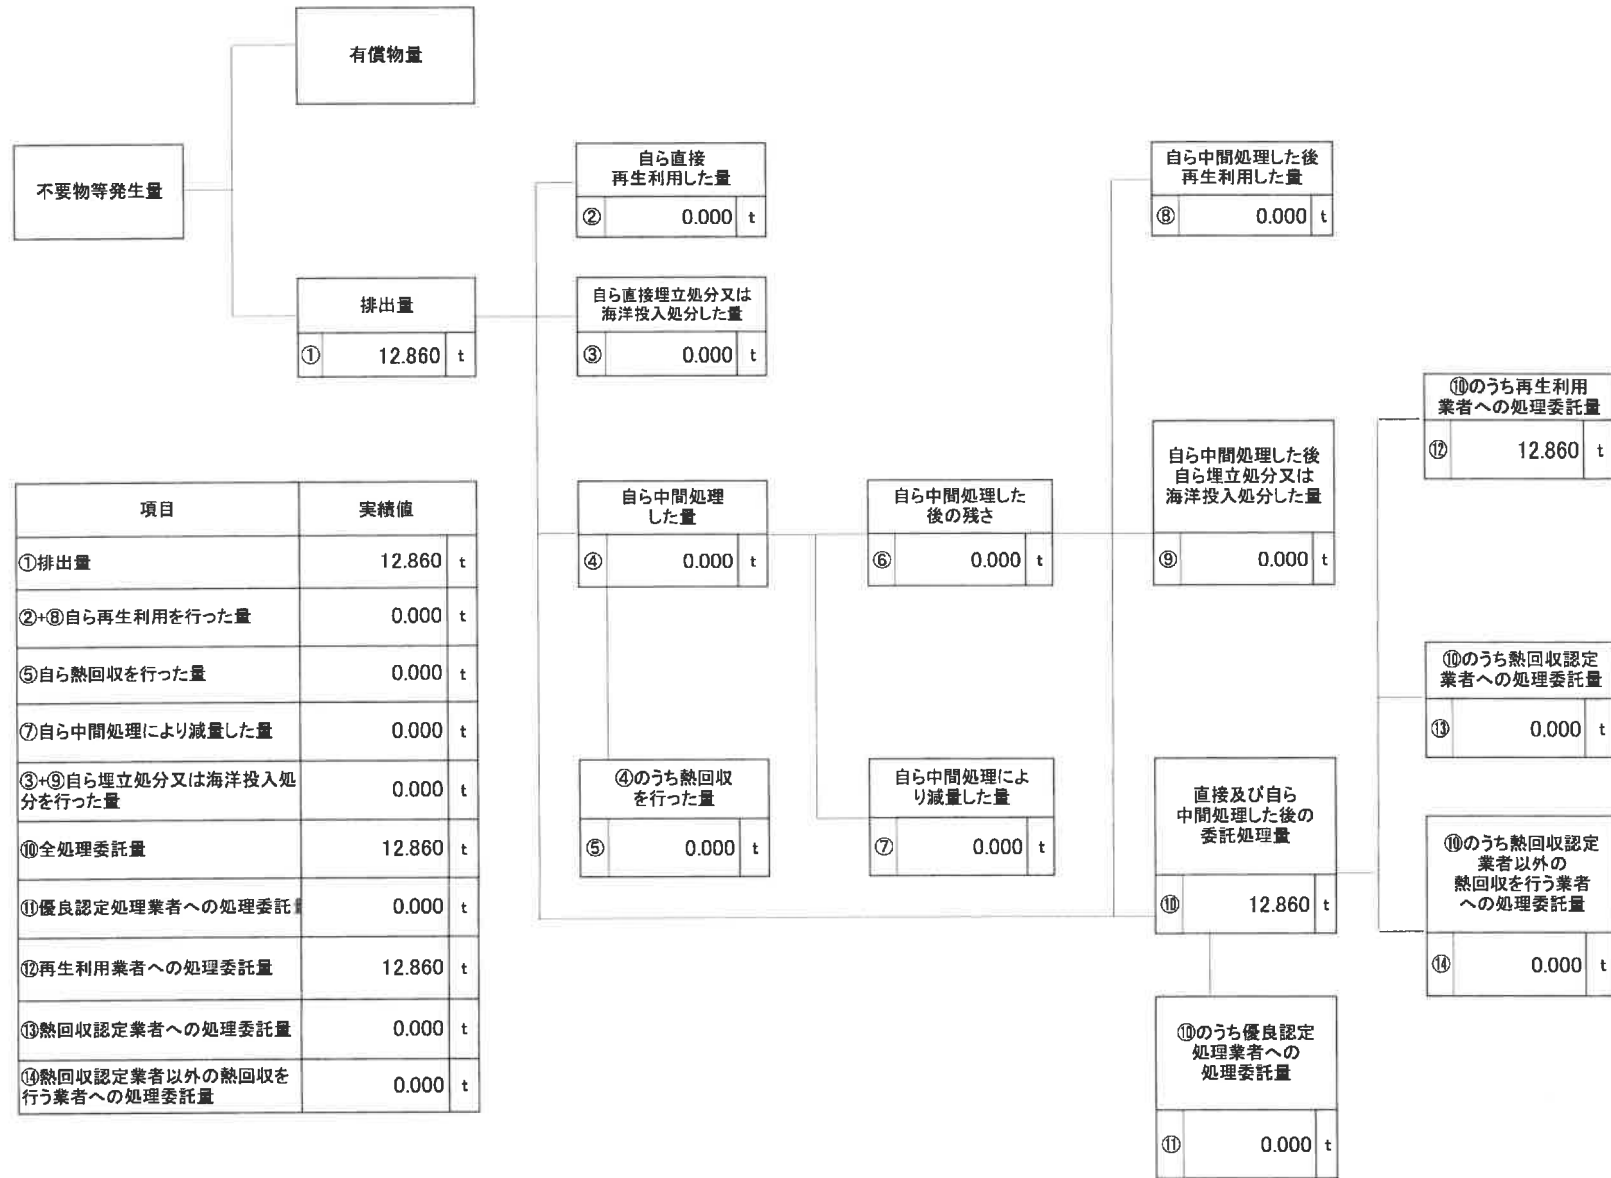 有償物量
不要物等発生量
排出量
① 12.860 t
自ら直接
再生利用した量
② 0.000 t
自ら直接埋立処分又は
海洋投入処分した量
③ 0.000 t
自ら中間処理
した量
④ 0.000 t
④のうち熱回収
を行った量
⑤ 0.000 t
自ら中間処理した
後の残さ
⑥ 0.000 t
自ら中間処理によ
り減量した量
⑦ 0.000 t
自ら中間処理した後
再生利用した量
⑧ 0.000 t
自ら中間処理した後
自ら埋立処分又は
海洋投入処分した量
⑨ 0.000 t
直接及び自ら
中間処理した後の
委託処理量
⑩ 12.860 t
⑩のうち優良認定
処理業者への
処理委託量
⑪ 0.000 t
⑩のうち再生利用
業者への処理委託量
⑫ 12.860 t
⑩のうち熱回収認定
業者への処理委託量
⑬ 0.000 t
⑩のうち熱回収認定
業者以外の
熱回収を行う業者
への処理委託量
⑭ 0.000 t
項目 実績値
①排出量 12.860 t
②+⑧自ら再生利用を行った量 0.000 t
⑤自ら熱回収を行った量 0.000 t
⑦自ら中間処理により減量した量 0.000 t
③+⑨自ら埋立処分又は海洋投入処
分を行った量 0.000 t
⑩全処理委託量 12.860 t
⑪優良認定処理業者への処理委託 0.000 t
⑫再生利用業者への処理委託量 12.860 t
⑬熱回収認定業者への処理委託量 0.000 t
⑭熱回収認定業者以外の熱回収を
行う業者への処理委託量 0.000 t